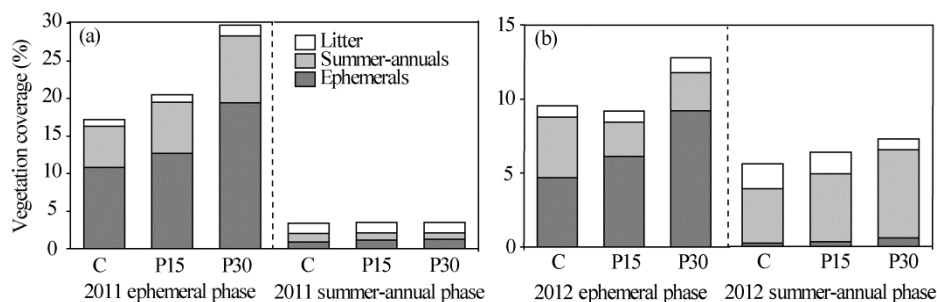 Vegetation coverage (%)
30
25
20
15
10
5
0
(a)
Litter
Summer-annuals
Ephemerals
C P15 P30 C P15 P30
2011 ephemeral phase 2011 summer-annual phase
15
10
5
0
(b)
C P15 P30 C P15 P30
2012 ephemeral phase 2012 summer-annual phase